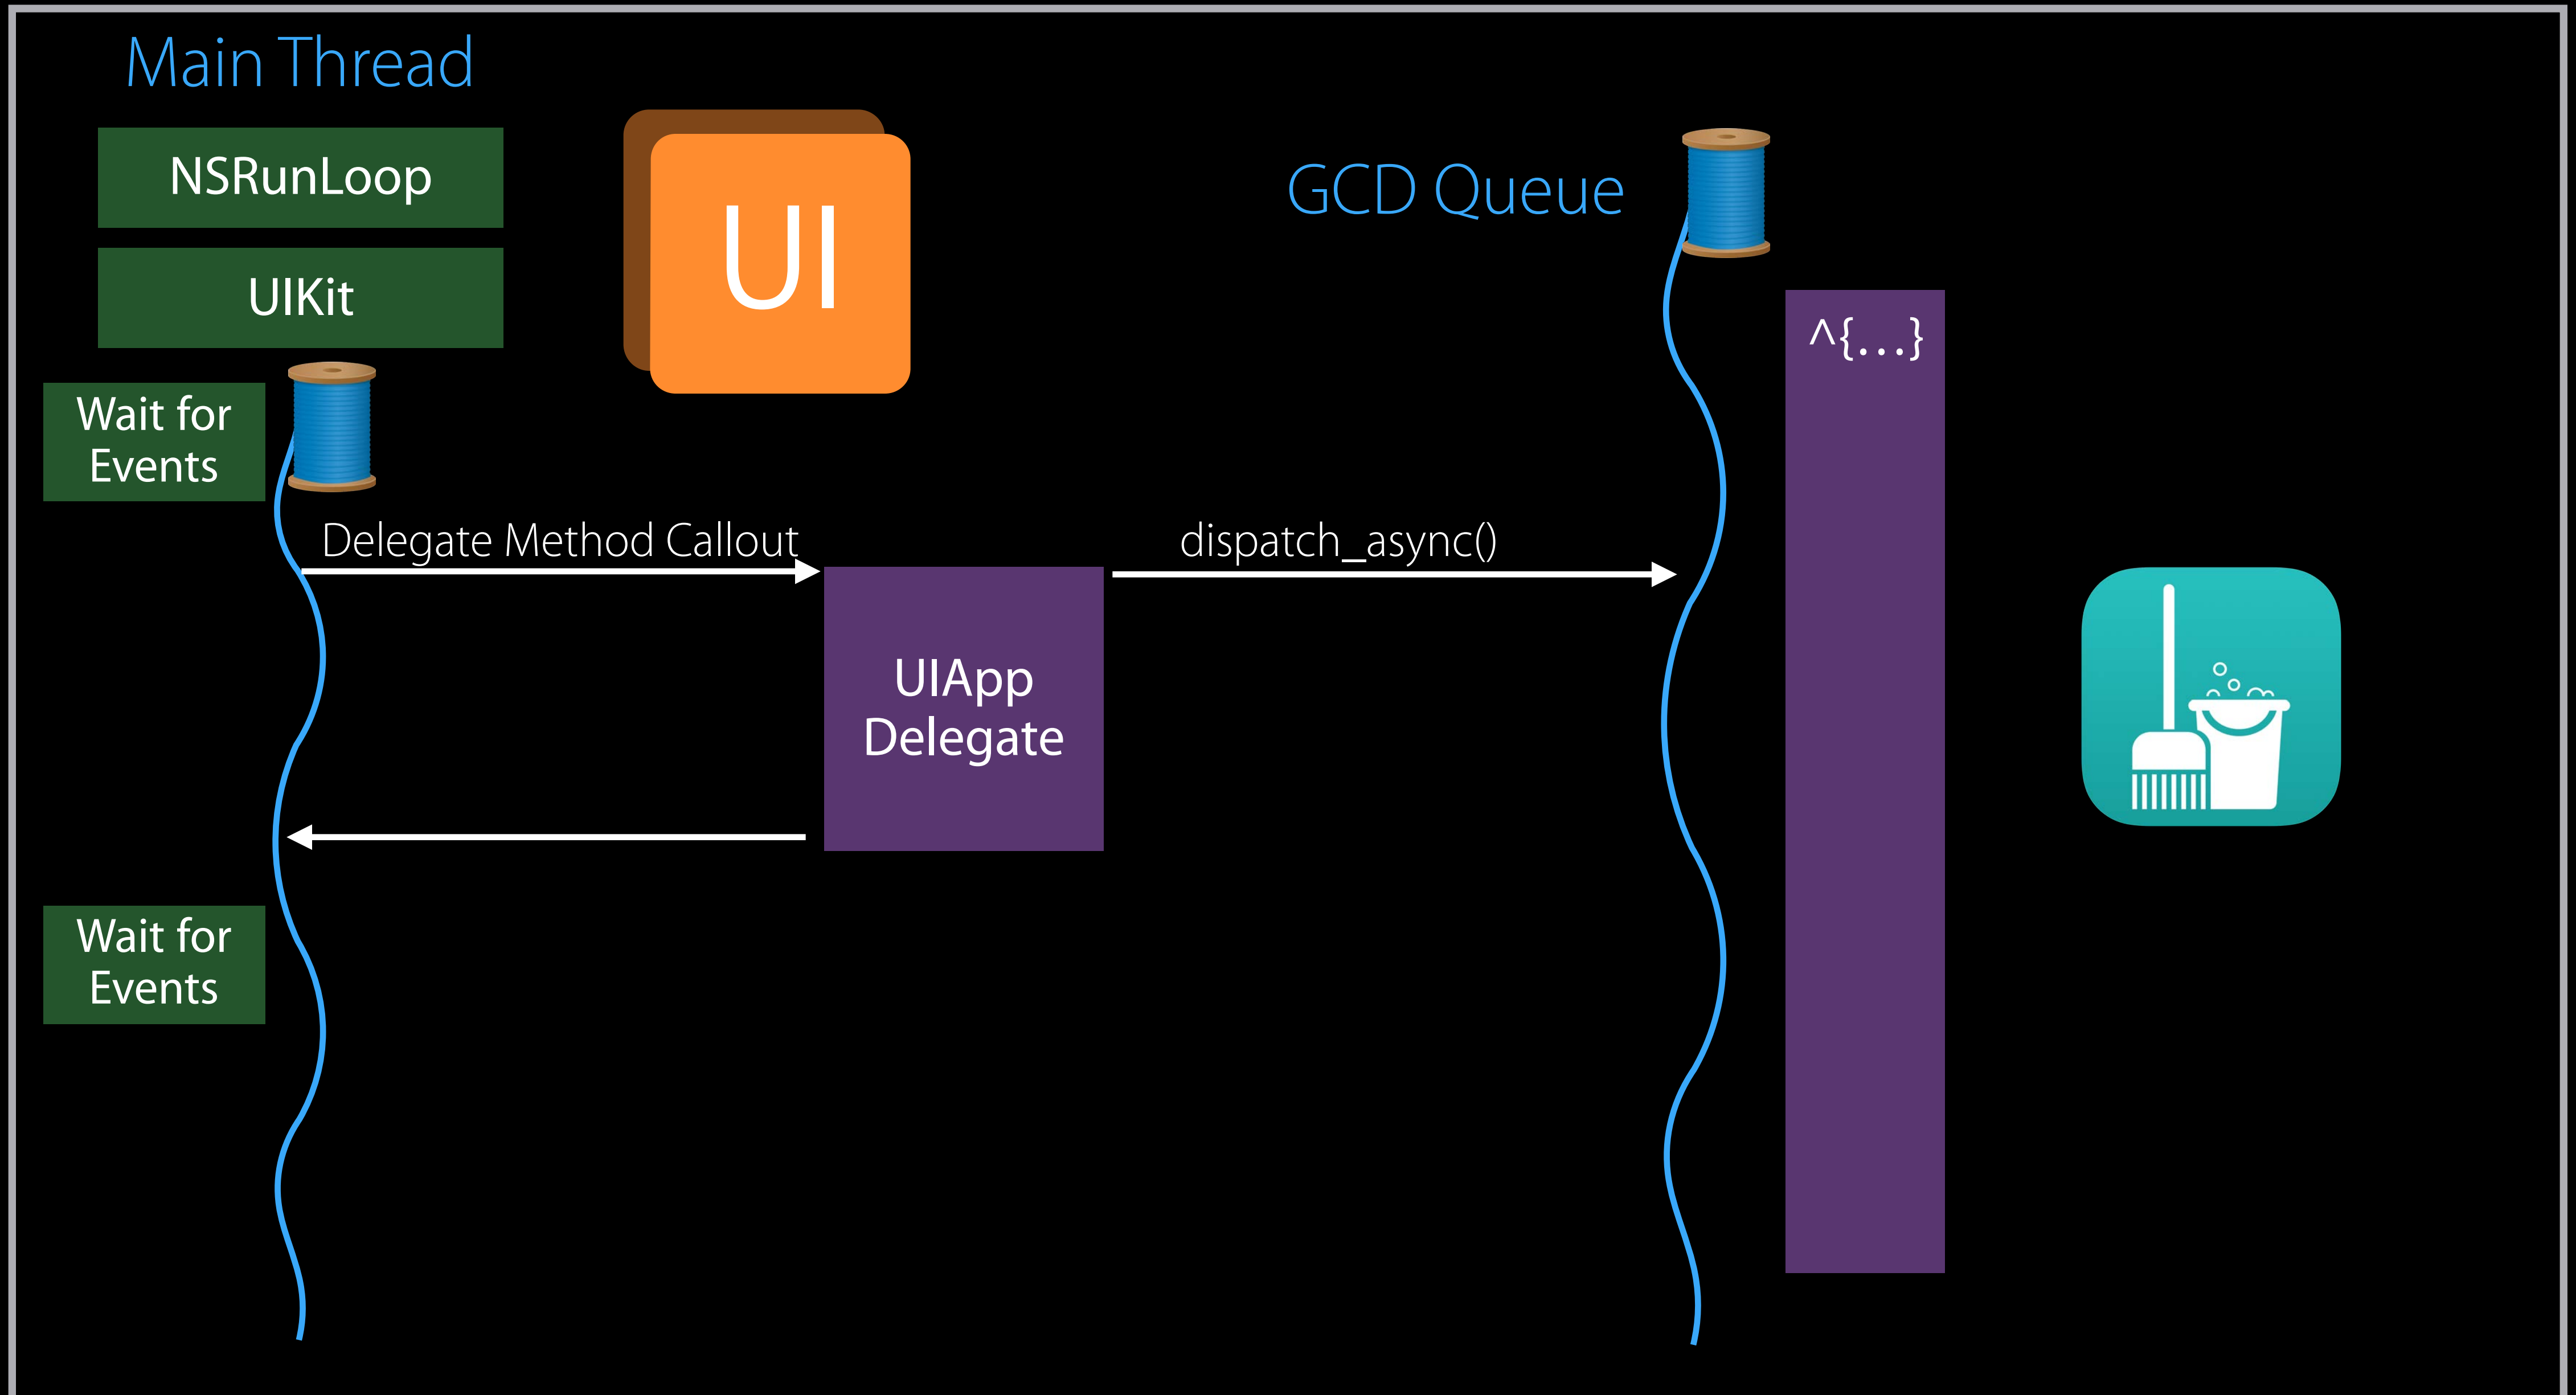 Main Thread
NSRunLoop
UIKit
UI
GCD Queue
^{...}
Wait for
Events
Delegate Method Callout
dispatch_async()
UIApp
Delegate
Wait for
Events